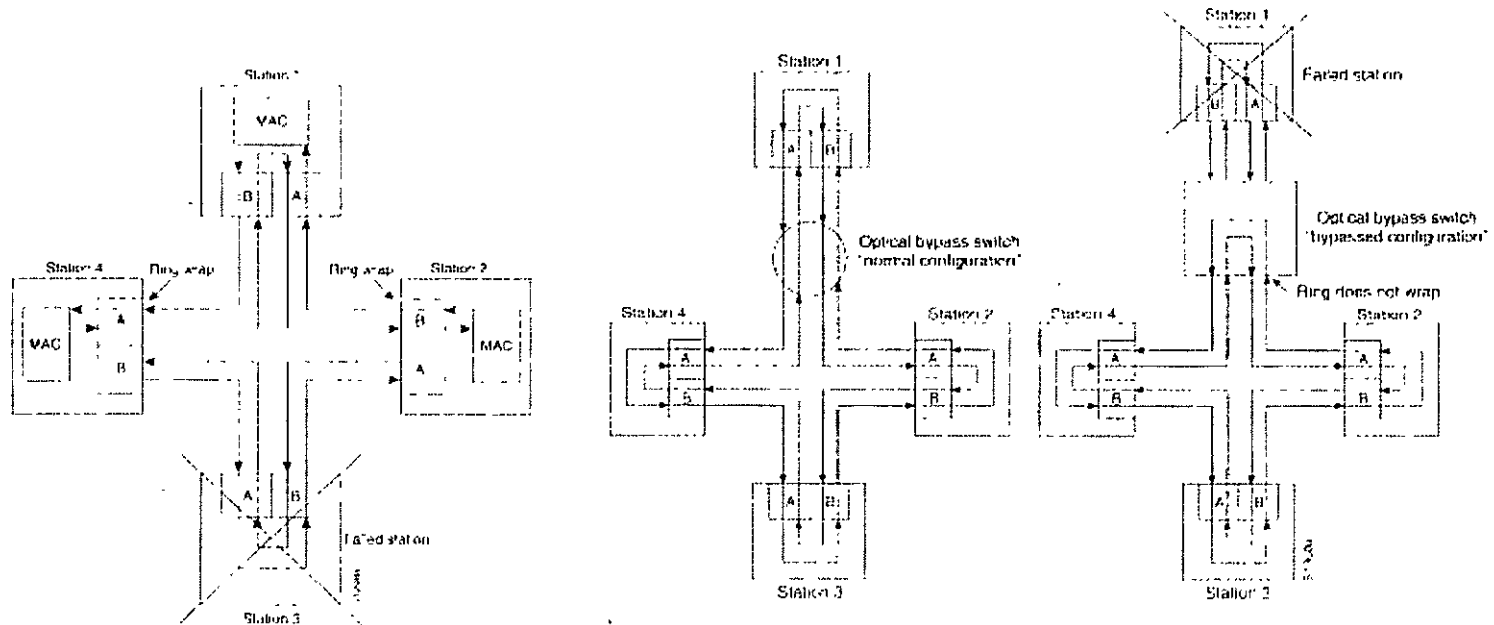 Station 1
MAC
B A
Station 4
Ring wrap
Ring wrap
Station 2
A
MAC
B
B
MAC
A
A B
Failed station
Station 3
Station 1
A B
Optical bypass switch
"normal configuration"
Station 4
Station 2
A
B
A
B
A B
Station 3
Station 1
Failed station
B A
Optical bypass switch
"bypassed configuration"
Ring does not wrap
Station 4
Station 2
A
B
A
B
A B
Station 3